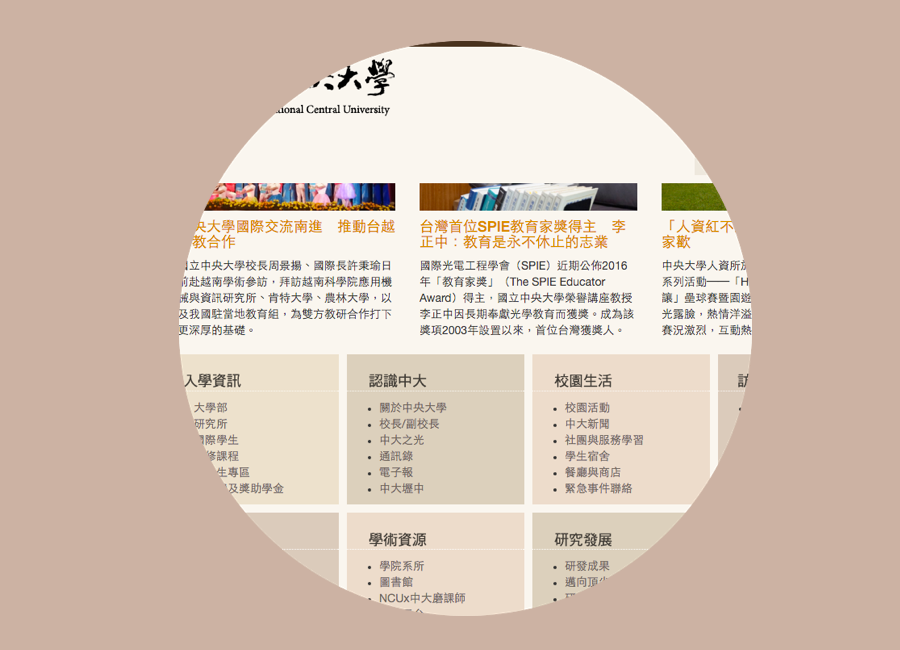 大學
Central University
央大學國際交流南進　推動台越
教合作
立中央大學校長周景揚、國際長許秉瑜日
前赴越南學術參訪，拜訪越南科學院應用機
械與資訊研究所、肯特大學、農林大學，以
及我國駐當地教育組，為雙方教研合作打下
更深厚的基礎。
台灣首位SPIE教育家獎得主　李
正中：教育是永不休止的志業
國際光電工程學會（SPIE）近期公佈2016
年「教育家獎」（The SPIE Educator
Award）得主，國立中央大學榮譽講座教授
李正中因長期奉獻光學教育而獲獎。成為該
獎項2003年設置以來，首位台灣獲獎人。
「人資紅不
家歡
中央大學人資所
系列活動——「H
讓」壘球賽暨園遊
光露臉，熱情洋溢
賽況激烈，互動熱
入學資訊
大學部
研究所
國際學生
修課程
生專區
及獎助學金
認識中大
• 關於中央大學
• 校長/副校長
• 中大之光
• 通訊錄
• 電子報
• 中大壢中
校園生活
• 校園活動
• 中大新聞
• 社團與服務學習
• 學生宿舍
• 餐廳與商店
• 緊急事件聯絡
學術資源
• 學院系所
• 圖書館
• NCUx中大磨課師
研究發展
• 研發成果
• 邁向頂